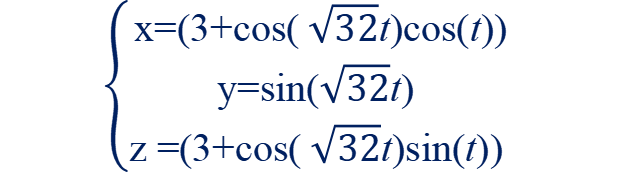 x=(3+cos( √32t)cos(t))
y=sin(√32t)
z =(3+cos( √32t)sin(t))